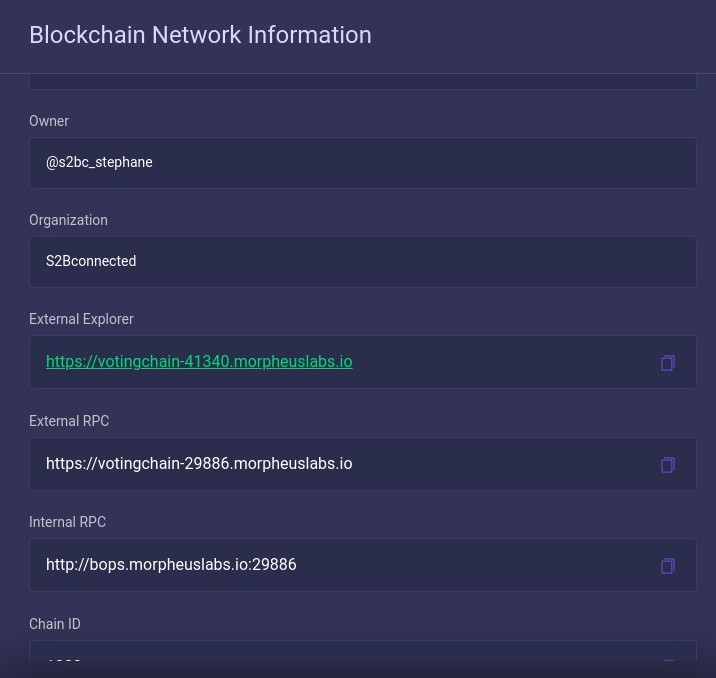 Blockchain Network Information
Owner
@s2bc_stephane
Organization
S2Bconnected
External Explorer
https://votingchain-41340.morpheuslabs.io
External RPC
https://votingchain-29886.morpheuslabs.io
Internal RPC
http://bops.morpheuslabs.io:29886
Chain ID